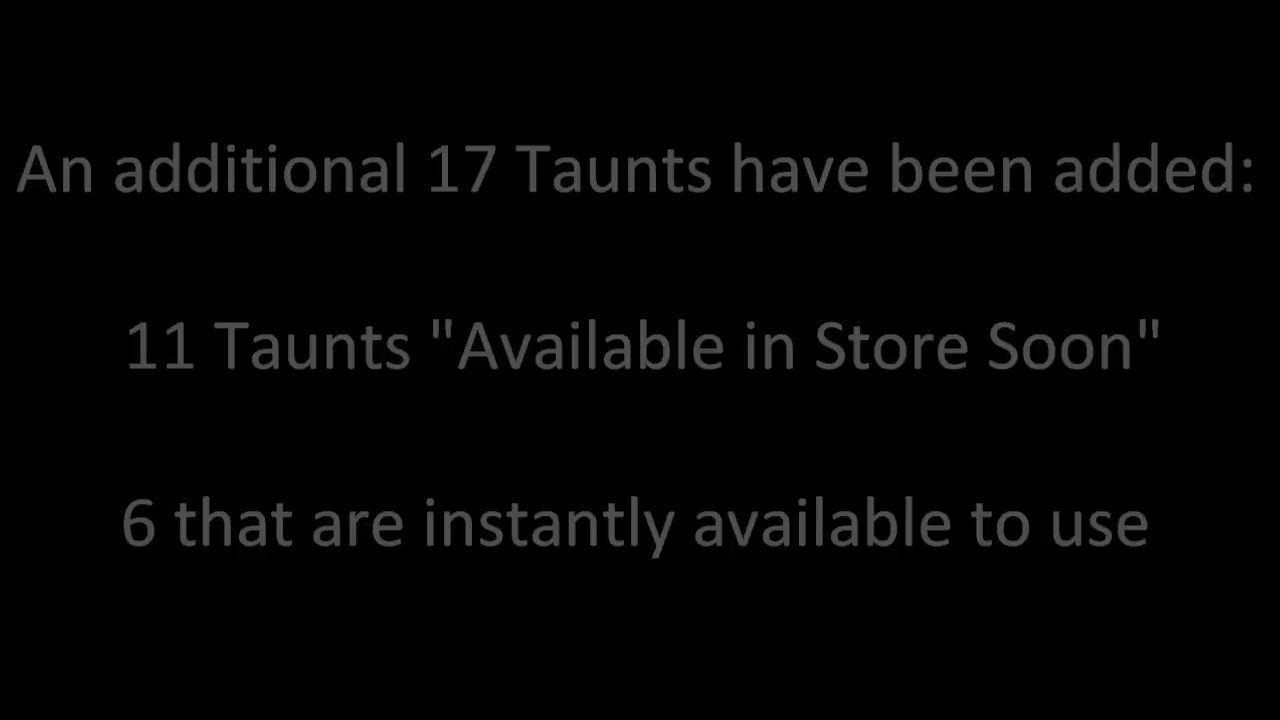 An additional 17 Taunts have been added:
11 Taunts "Available in Store Soon"
6 that are instantly available to use